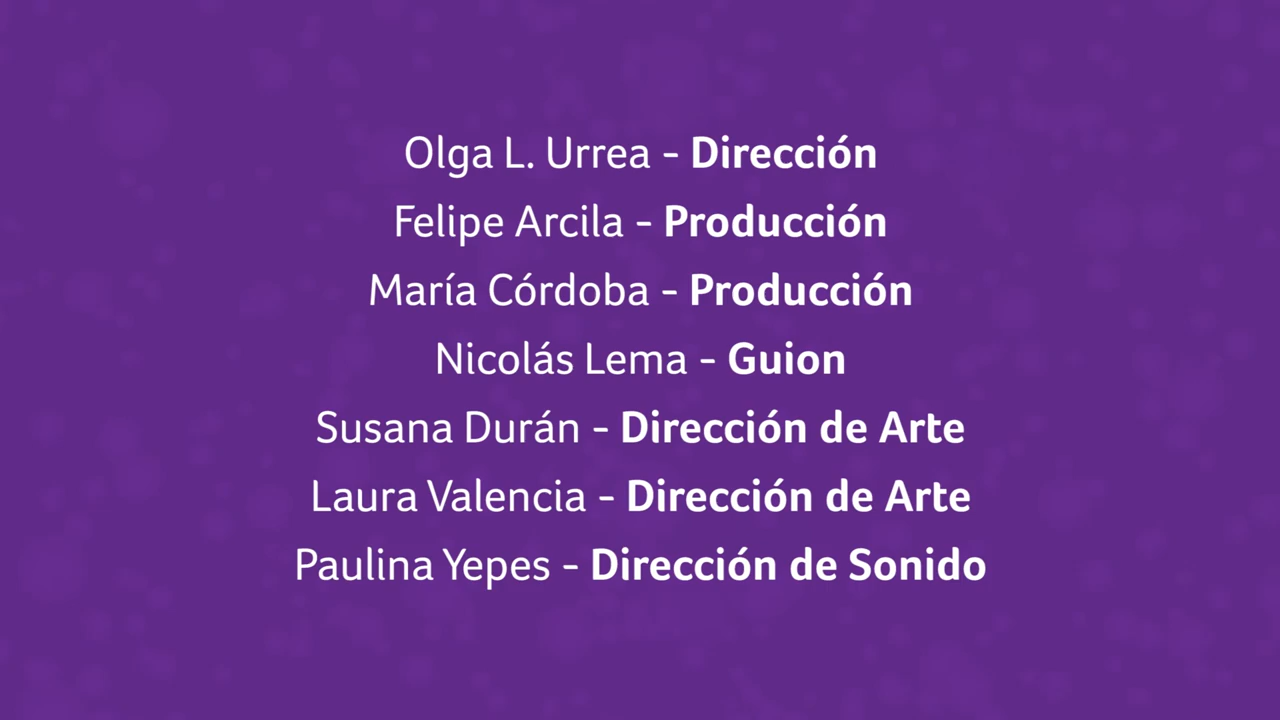 Olga L. Urrea - Dirección
Felipe Arcila - Producción
María Córdoba - Producción
Nicolás Lema - Guion
Susana Durán - Dirección de Arte
Laura Valencia - Dirección de Arte
Paulina Yepes - Dirección de Sonido